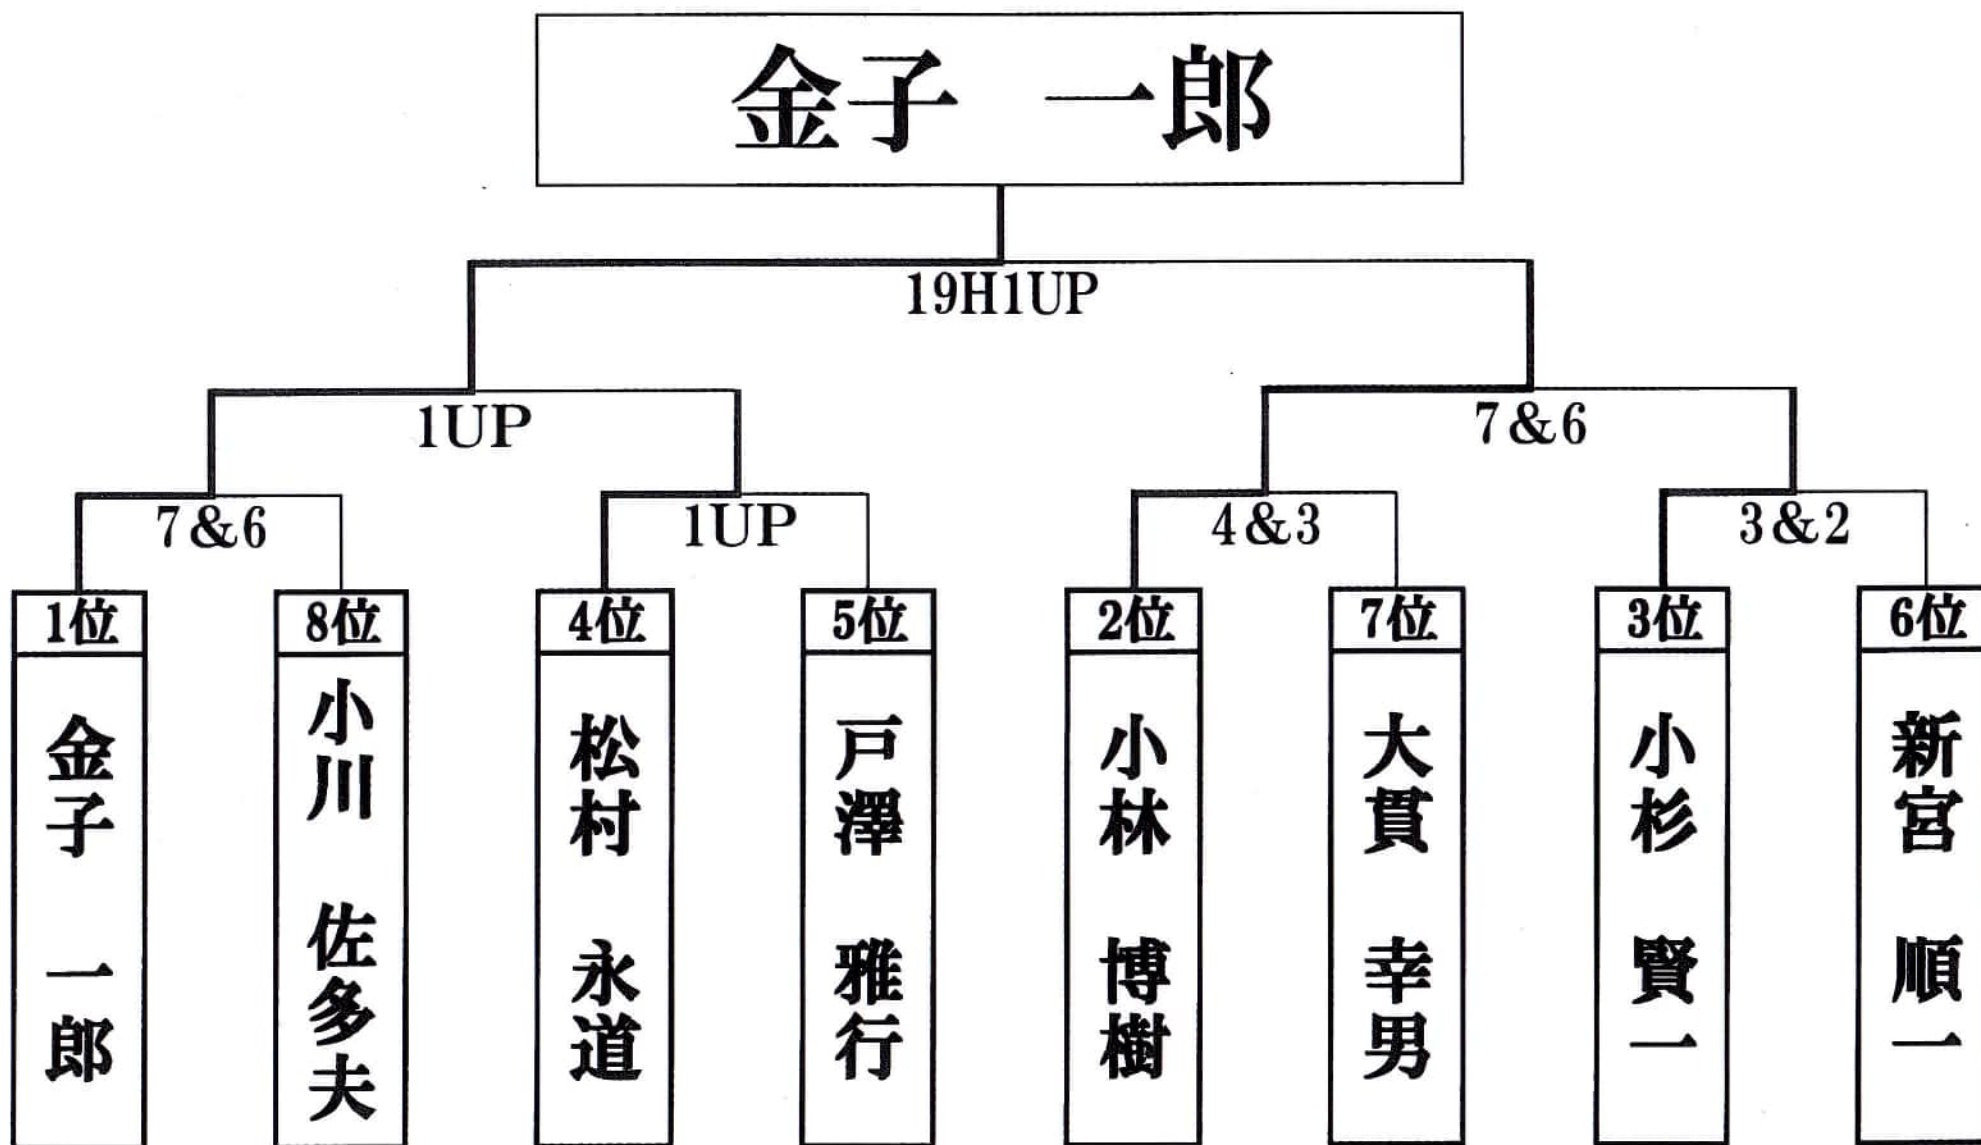 金子 一郎
19H1UP
1UP
7&6
7&6
1UP
4&3
3&2
1位
8位
4位
5位
2位
7位
3位
6位
金子 一郎
小川 佐多夫
松村 永道
戸澤 雅行
小林 博樹
大貫 幸男
小杉 賢一
新宮 順一